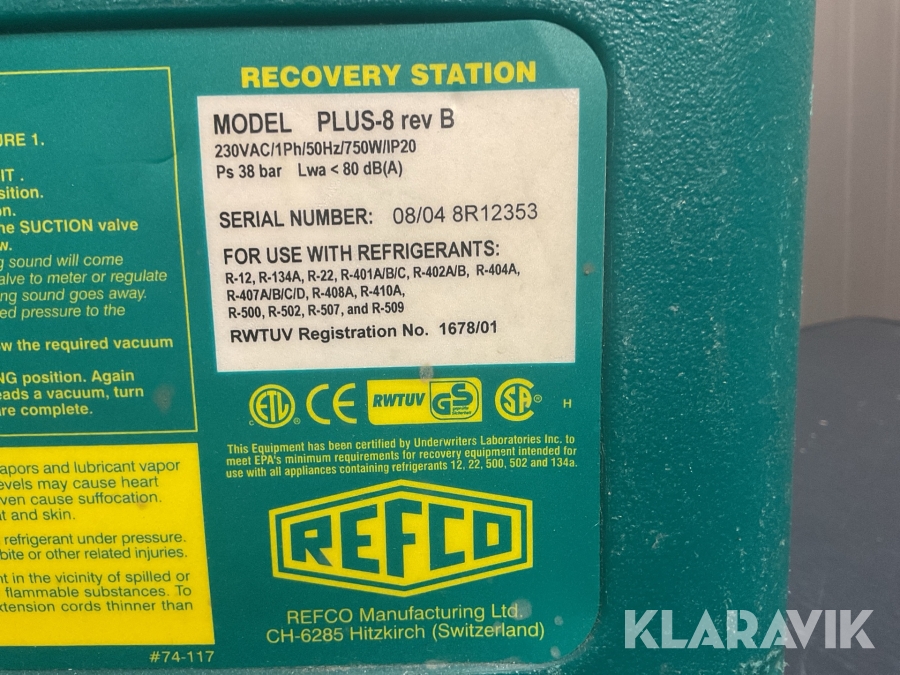 URE 1.
IT .
sition.
on.
he SUCTION valve
w.
g sound will come
alve to meter or regulate
ng sound goes away.
ed pressure to the
w the required vacuum
NG position. Again
eads a vacuum, turn
are complete.
apors and lubricant vapor
evels may cause heart
ven cause suffocation.
t and skin.
refrigerant under pressure.
bite or other related injuries.
nt in the vicinity of spilled or
flammable substances. To
xtension cords thinner than
#74-117
RECOVERY STATION
MODEL PLUS-8 rev B
230VAC/1Ph/50Hz/750W/IP20
Ps 38 bar Lwa < 80 dB(A)
SERIAL NUMBER: 08/04 8R12353
FOR USE WITH REFRIGERANTS:
R-12, R-134A, R-22, R-401A/B/C, R-402A/B, R-404A,
R-407A/B/C/D, R-408A, R-410A,
R-500, R-502, R-507, and R-509
RWTUV Registration No. 1678/01
ETL ® CE RWTUV GS SA ® H
This Equipment has been certified by Underwriters Laboratories Inc. to
meet EPA's minimum requirements for recovery equipment intended for
use with all appliances containing refrigerants 12, 22, 500, 502 and 134a.
REFCO
REFCO Manufacturing Ltd.
CH-6285 Hitzkirch (Switzerland)
KLARAVIK